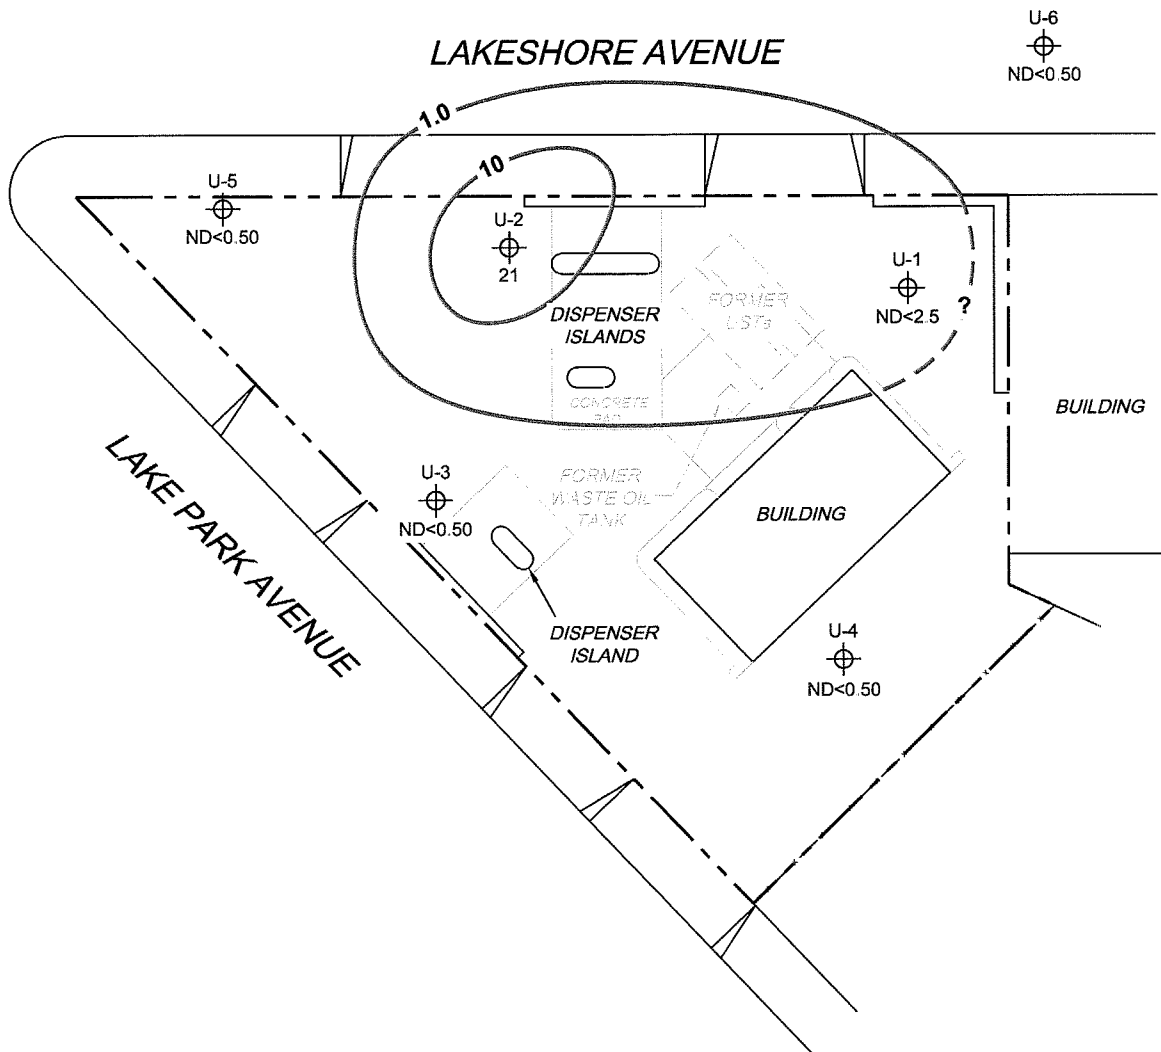 U-6
ND<0.50
LAKESHORE AVENUE
1.0
10
U-5
ND<0.50
U-2
21
U-1
ND<2.5
?
FORMER
USTs
DISPENSER
ISLANDS
CONCRETE
PAD
BUILDING
U-3
ND<0.50
FORMER
WASTE OIL
TANK
BUILDING
LAKE PARK AVENUE
DISPENSER
ISLAND
U-4
ND<0.50